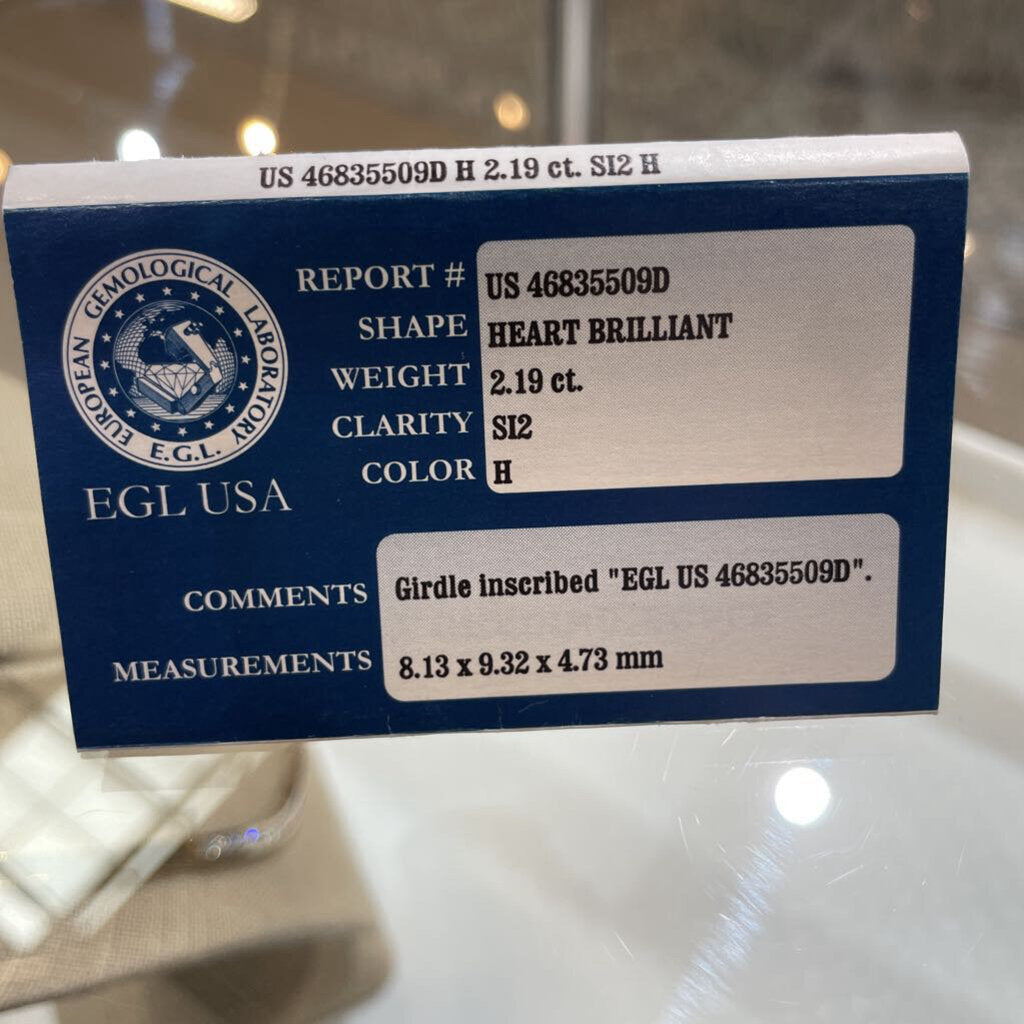 US 46835509D H 2.19 ct. SI2 H
EUROPEAN GEMOLOGICAL LABORATORY
E.G.L.
EGL USA
REPORT # US 46835509D
SHAPE HEART BRILLIANT
WEIGHT 2.19 ct.
CLARITY SI2
COLOR H
COMMENTS Girdle inscribed "EGL US 46835509D".
MEASUREMENTS 8.13 x 9.32 x 4.73 mm